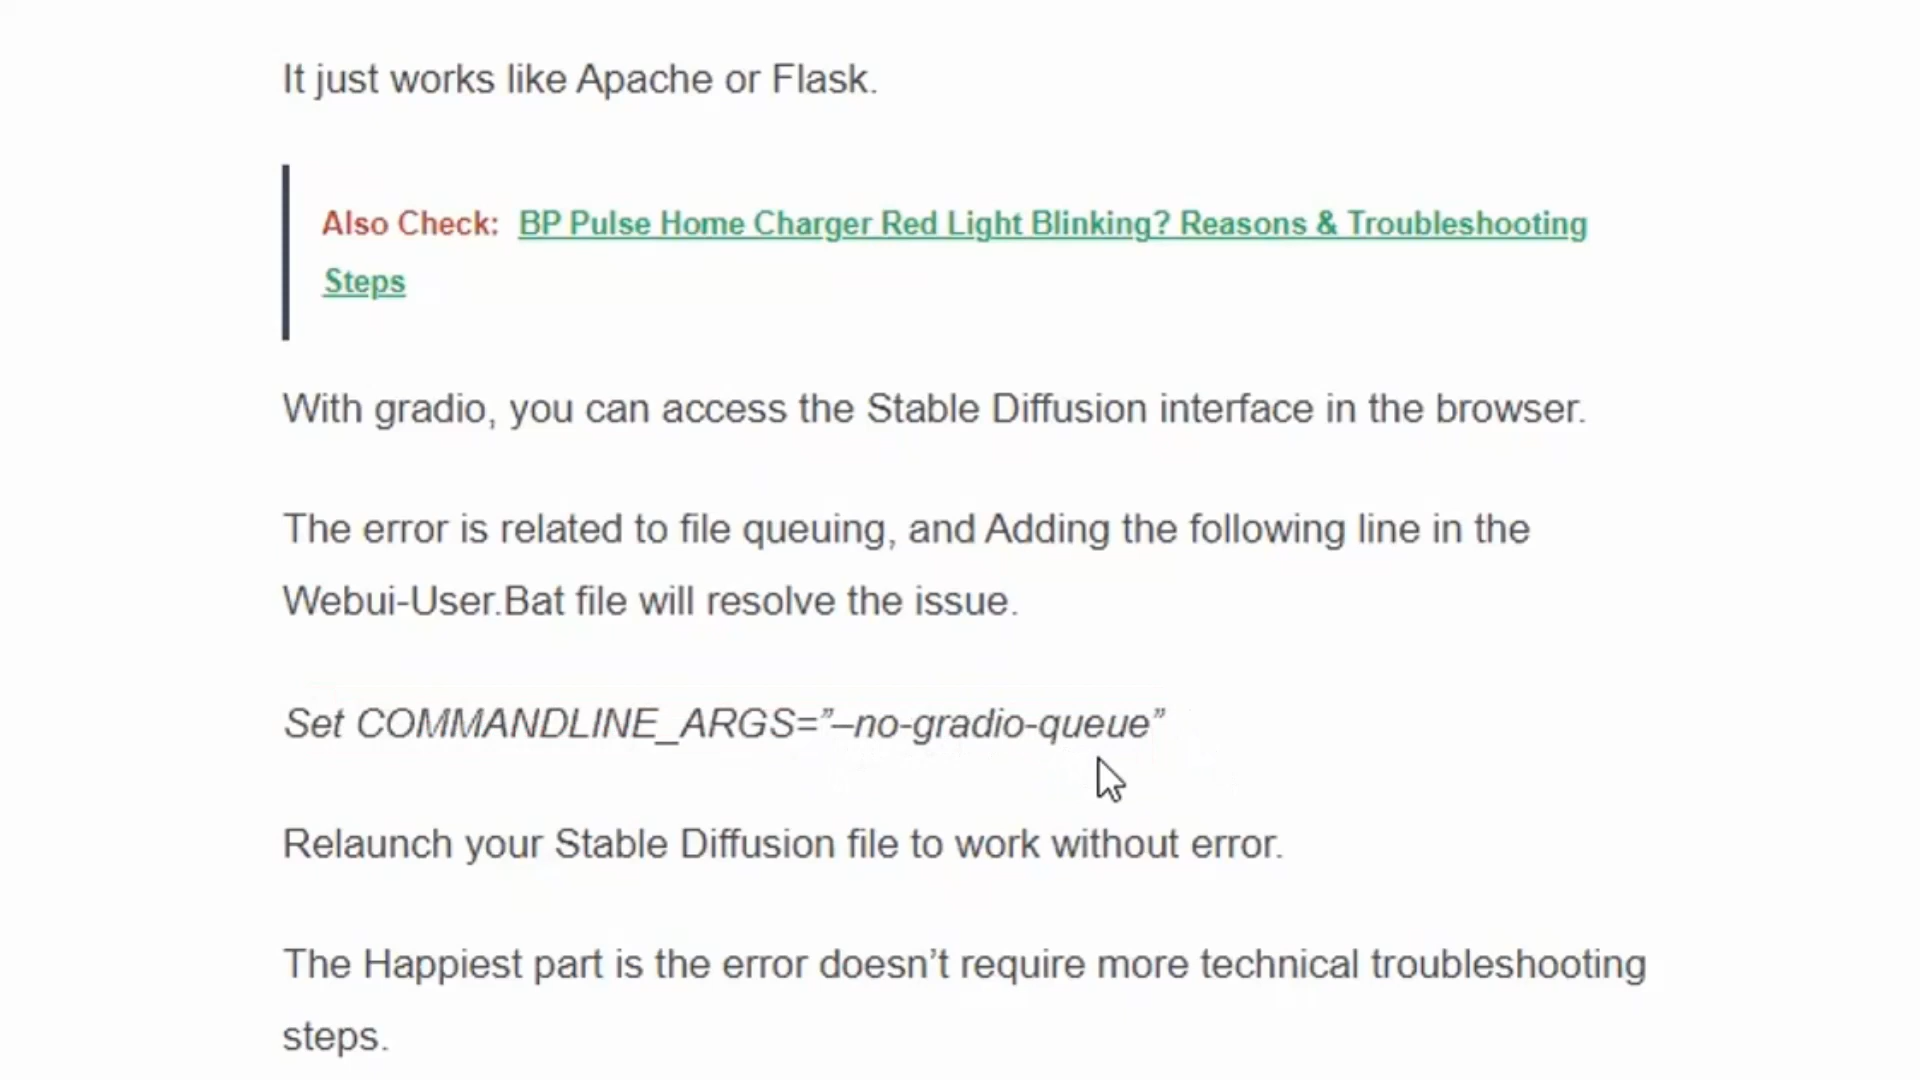 It just works like Apache or Flask.
Also Check: BP Pulse Home Charger Red Light Blinking? Reasons & Troubleshooting
Steps
With gradio, you can access the Stable Diffusion interface in the browser.
The error is related to file queuing, and Adding the following line in the
Webui-User.Bat file will resolve the issue.
Set COMMANDLINE_ARGS=”–no-gradio-queue”
Relaunch your Stable Diffusion file to work without error.
The Happiest part is the error doesn’t require more technical troubleshooting
steps.